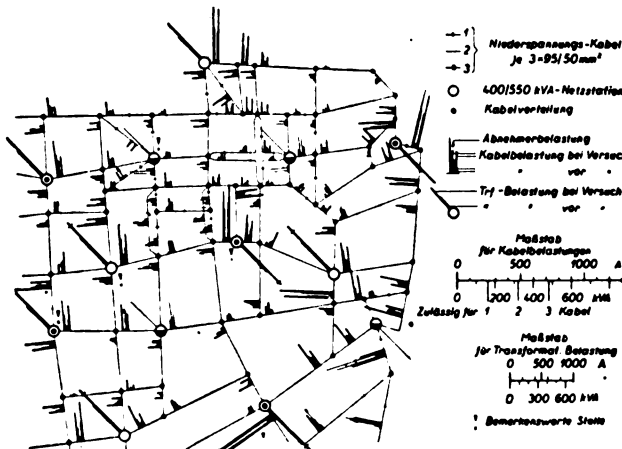 1
2
3
Niederspannungs-Kabel
je 3×95/50mm²
400/550 kVA-Netzstation
Kabelverteilung
Abnehmerbelastung
Kabelbelastung bei Versuch
" vor "
Trf-Belastung bei Versuch
" " vor "
Maßstab
für Kabelbelastungen
0 500 1000 A
0 200 400 600 kVA
Zulässig für 1 2 3 Kabel
Maßstab
für Transformat. Belastung
0 500 1000 A
0 300 600 kVA
Bemerkenswerte Stelle